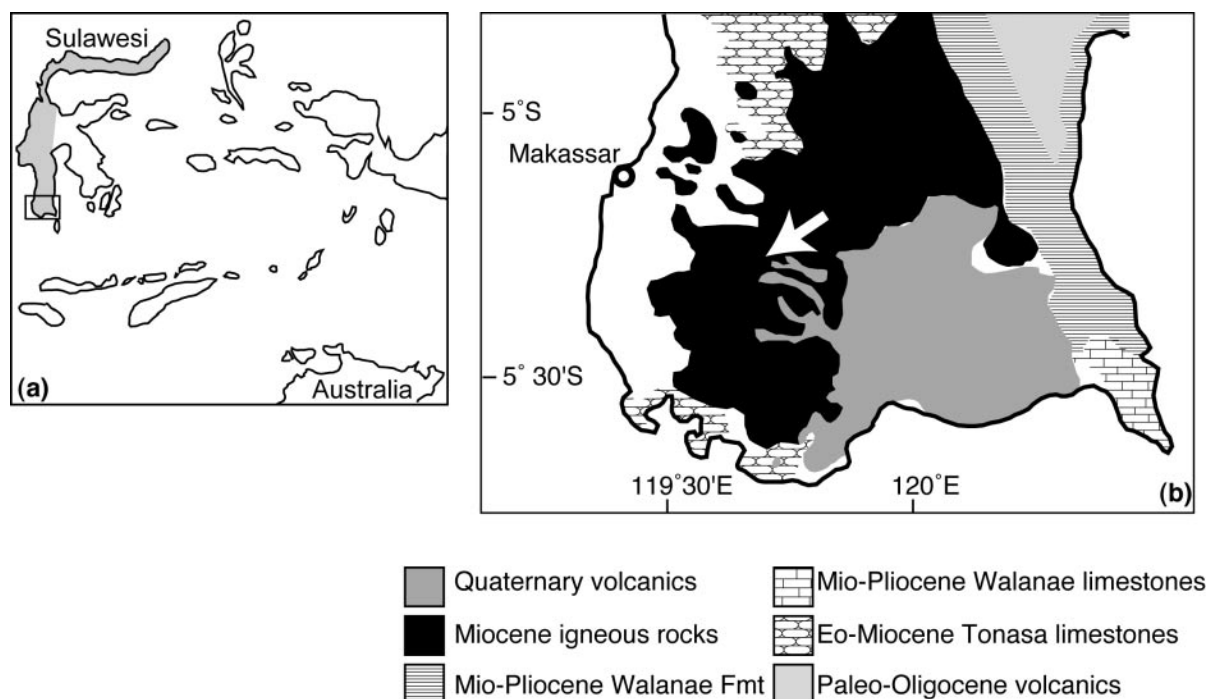 Sulawesi
Australia
(a)
5˚S
Makassar
5˚ 30'S
119˚30'E
120˚E
(b)
Quaternary volcanics
Miocene igneous rocks
Mio-Pliocene Walanae Fmt
Mio-Pliocene Walanae limestones
Eo-Miocene Tonasa limestones
Paleo-Oligocene volcanics